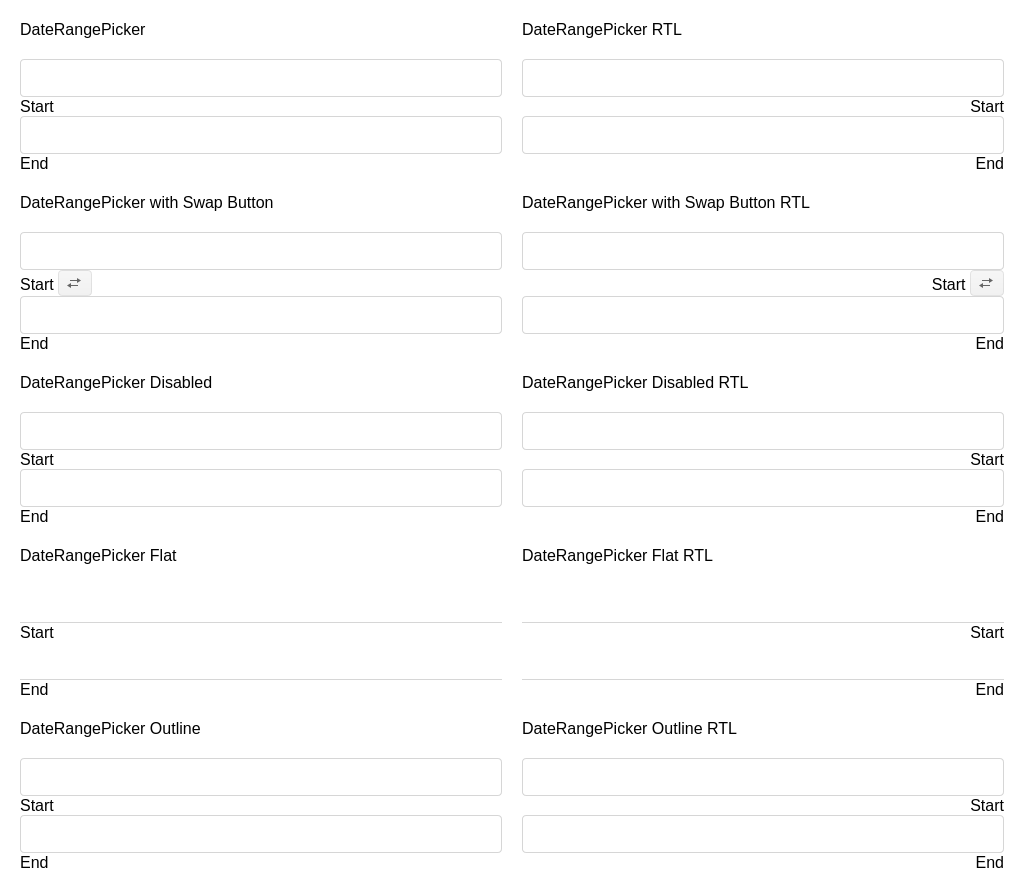 DateRangePicker
DateRangePicker RTL
Start
Start
End
End
DateRangePicker with Swap Button
DateRangePicker with Swap Button RTL
Start
Start
End
End
DateRangePicker Disabled
DateRangePicker Disabled RTL
Start
Start
End
End
DateRangePicker Flat
DateRangePicker Flat RTL
Start
Start
End
End
DateRangePicker Outline
DateRangePicker Outline RTL
Start
Start
End
End